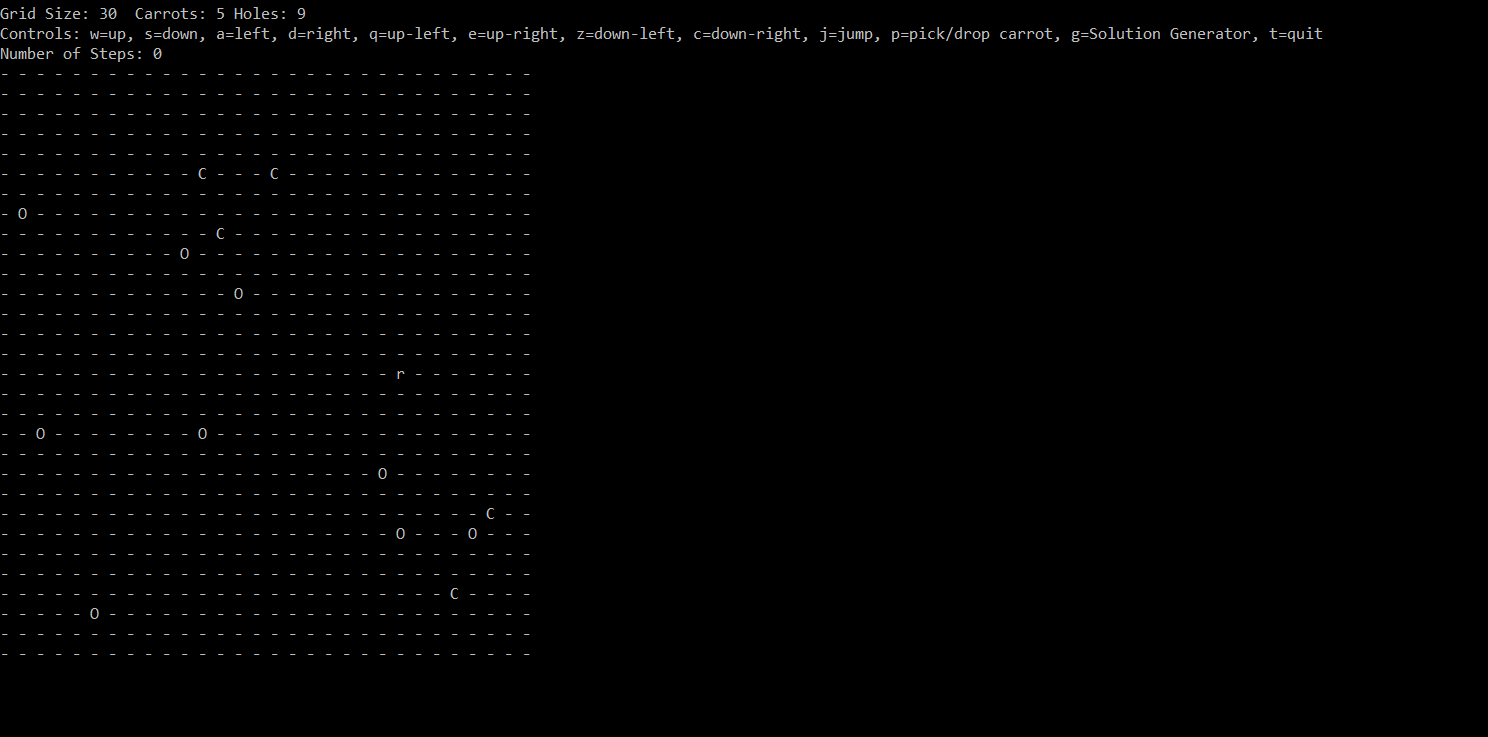 Grid Size: 30  Carrots: 5 Holes: 9
Controls: w=up, s=down, a=left, d=right, q=up-left, e=up-right, z=down-left, c=down-right, j=jump, p=pick/drop carrot, g=Solution Generator, t=quit
Number of Steps: 0
- - - - - - - - - - - - - - - - - - - - - - - - - - - - - -
- - - - - - - - - - - - - - - - - - - - - - - - - - - - - -
- - - - - - - - - - - - - - - - - - - - - - - - - - - - - -
- - - - - - - - - - - - - - - - - - - - - - - - - - - - - -
- - - - - - - - - - - - - - - - - - - - - - - - - - - - - -
- - - - - - - - - - - C - - - C - - - - - - - - - - - - - -
- - - - - - - - - - - - - - - - - - - - - - - - - - - - - -
- O - - - - - - - - - - - - - - - - - - - - - - - - - - - -
- - - - - - - - - - - - C - - - - - - - - - - - - - - - - -
- - - - - - - - - - O - - - - - - - - - - - - - - - - - - -
- - - - - - - - - - - - - - - - - - - - - - - - - - - - - -
- - - - - - - - - - - - - O - - - - - - - - - - - - - - - -
- - - - - - - - - - - - - - - - - - - - - - - - - - - - - -
- - - - - - - - - - - - - - - - - - - - - - - - - - - - - -
- - - - - - - - - - - - - - - - - - - - - - - - - - - - - -
- - - - - - - - - - - - - - - - - - - - - - r - - - - - - -
- - - - - - - - - - - - - - - - - - - - - - - - - - - - - -
- - - - - - - - - - - - - - - - - - - - - - - - - - - - - -
- - O - - - - - - - - O - - - - - - - - - - - - - - - - - -
- - - - - - - - - - - - - - - - - - - - - - - - - - - - - -
- - - - - - - - - - - - - - - - - - - - - O - - - - - - - -
- - - - - - - - - - - - - - - - - - - - - - - - - - - - - -
- - - - - - - - - - - - - - - - - - - - - - - - - - - C - -
- - - - - - - - - - - - - - - - - - - - - - O - - - O - - -
- - - - - - - - - - - - - - - - - - - - - - - - - - - - - -
- - - - - - - - - - - - - - - - - - - - - - - - - - - - - -
- - - - - - - - - - - - - - - - - - - - - - - - - C - - - -
- - - - - O - - - - - - - - - - - - - - - - - - - - - - - -
- - - - - - - - - - - - - - - - - - - - - - - - - - - - - -
- - - - - - - - - - - - - - - - - - - - - - - - - - - - - -